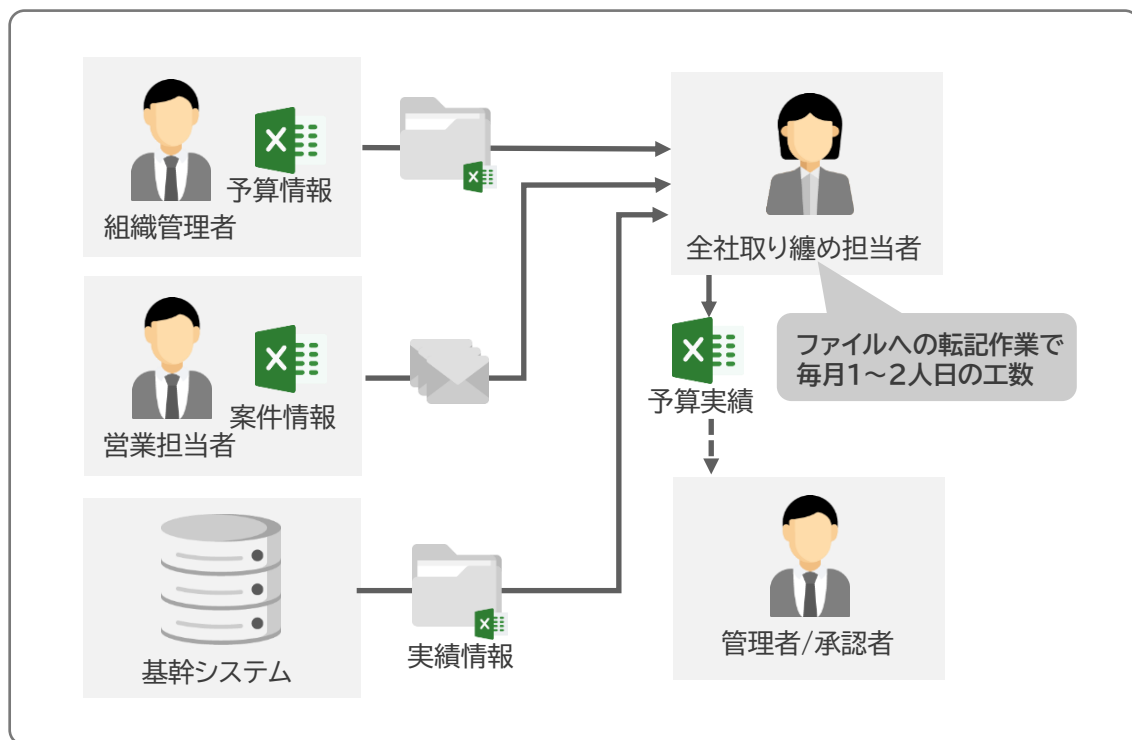 予算情報
組織管理者
案件情報
営業担当者
基幹システム
実績情報
全社取り纏め担当者
ファイルへの転記作業で
毎月1～2人日の工数
予算実績
管理者/承認者